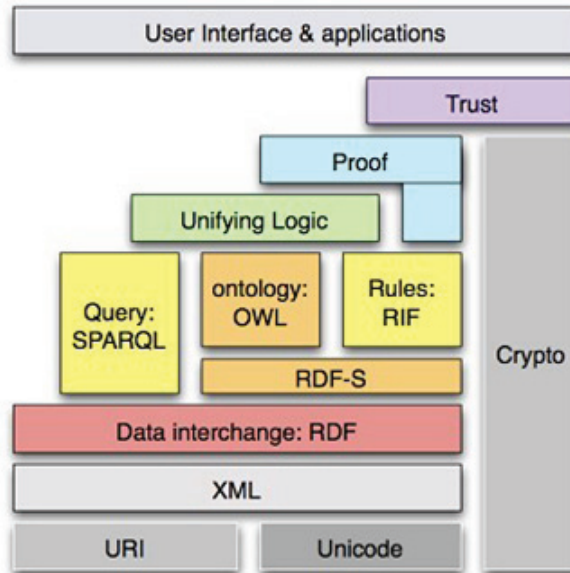 User Interface & applications
Trust
Proof
Unifying Logic
Query:
SPARQL
ontology:
OWL
Rules:
RIF
Crypto
RDF-S
Data interchange: RDF
XML
URI
Unicode